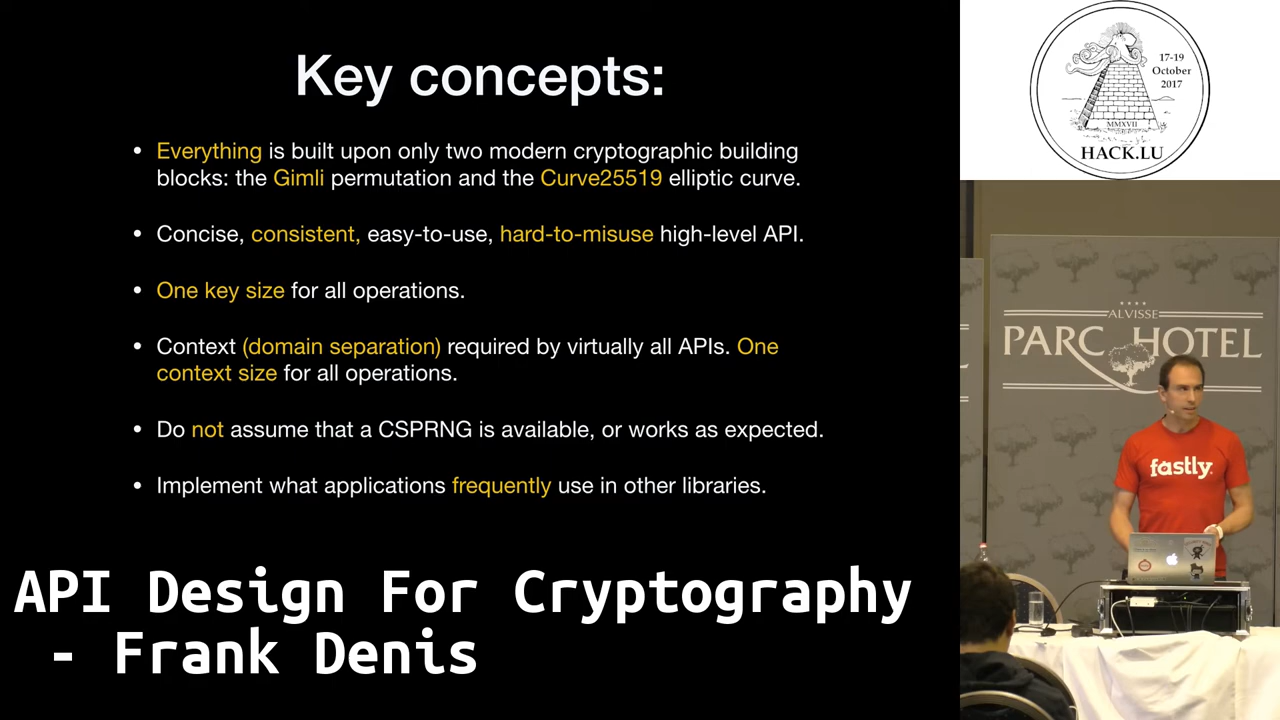 Key concepts:
• Everything is built upon only two modern cryptographic building
blocks: the Gimli permutation and the Curve25519 elliptic curve.
• Concise, consistent, easy-to-use, hard-to-misuse high-level API.
• One key size for all operations.
• Context (domain separation) required by virtually all APIs. One
context size for all operations.
• Do not assume that a CSPRNG is available, or works as expected.
• Implement what applications frequently use in other libraries.
API Design For Cryptography
- Frank Denis
17-19
October
2017
MMXVII
HACK.LU
ALVISSE
PARC HOTEL
fastly